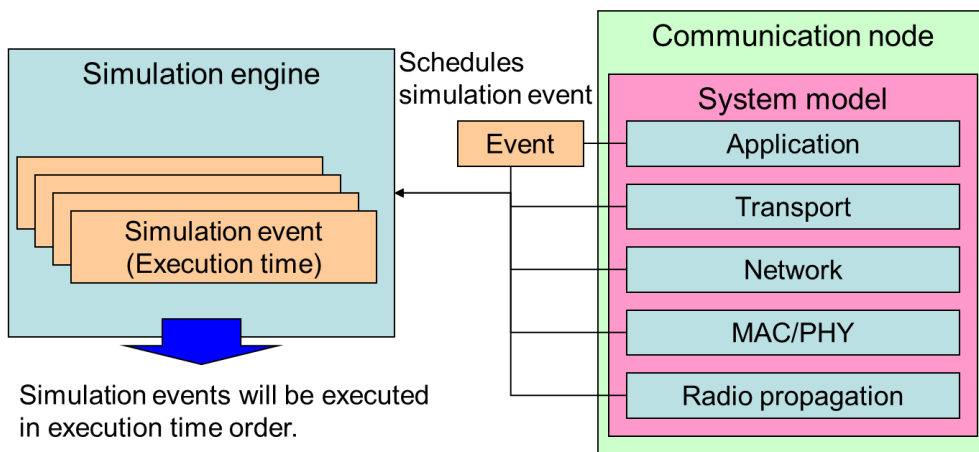 Simulation engine
Simulation event
(Execution time)
Simulation events will be executed
in execution time order.
Schedules
simulation event
Event
Communication node
System model
Application
Transport
Network
MAC/PHY
Radio propagation